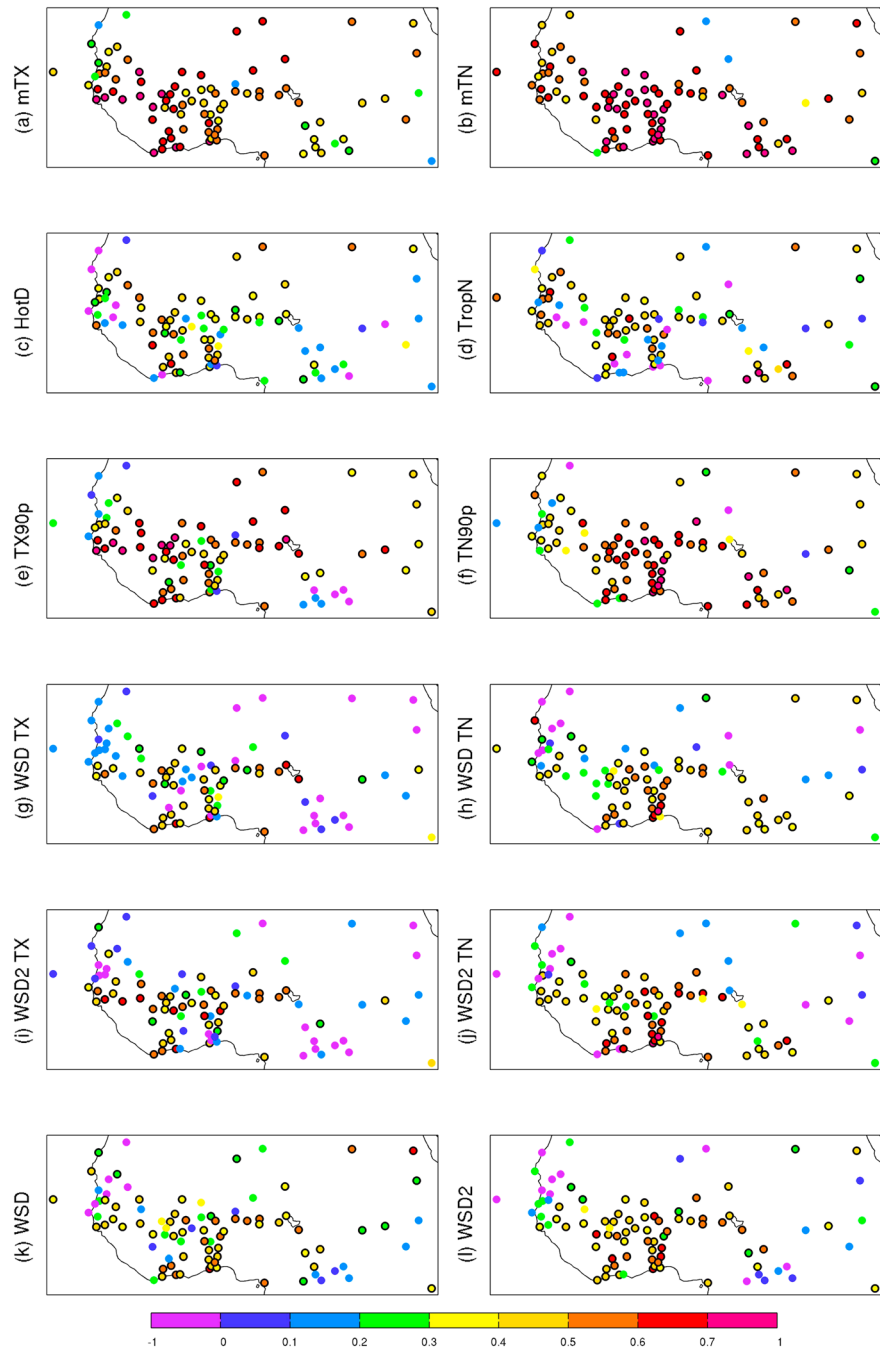 (a) mTX
(b) mTN
(c) HotD
(d) TropN
(e) TX90p
(f) TN90p
(g) WSD TX
(h) WSD TN
(i) WSD2 TX
(j) WSD2 TN
(k) WSD
(l) WSD2
-1 0 0.1 0.2 0.3 0.4 0.5 0.6 0.7 1